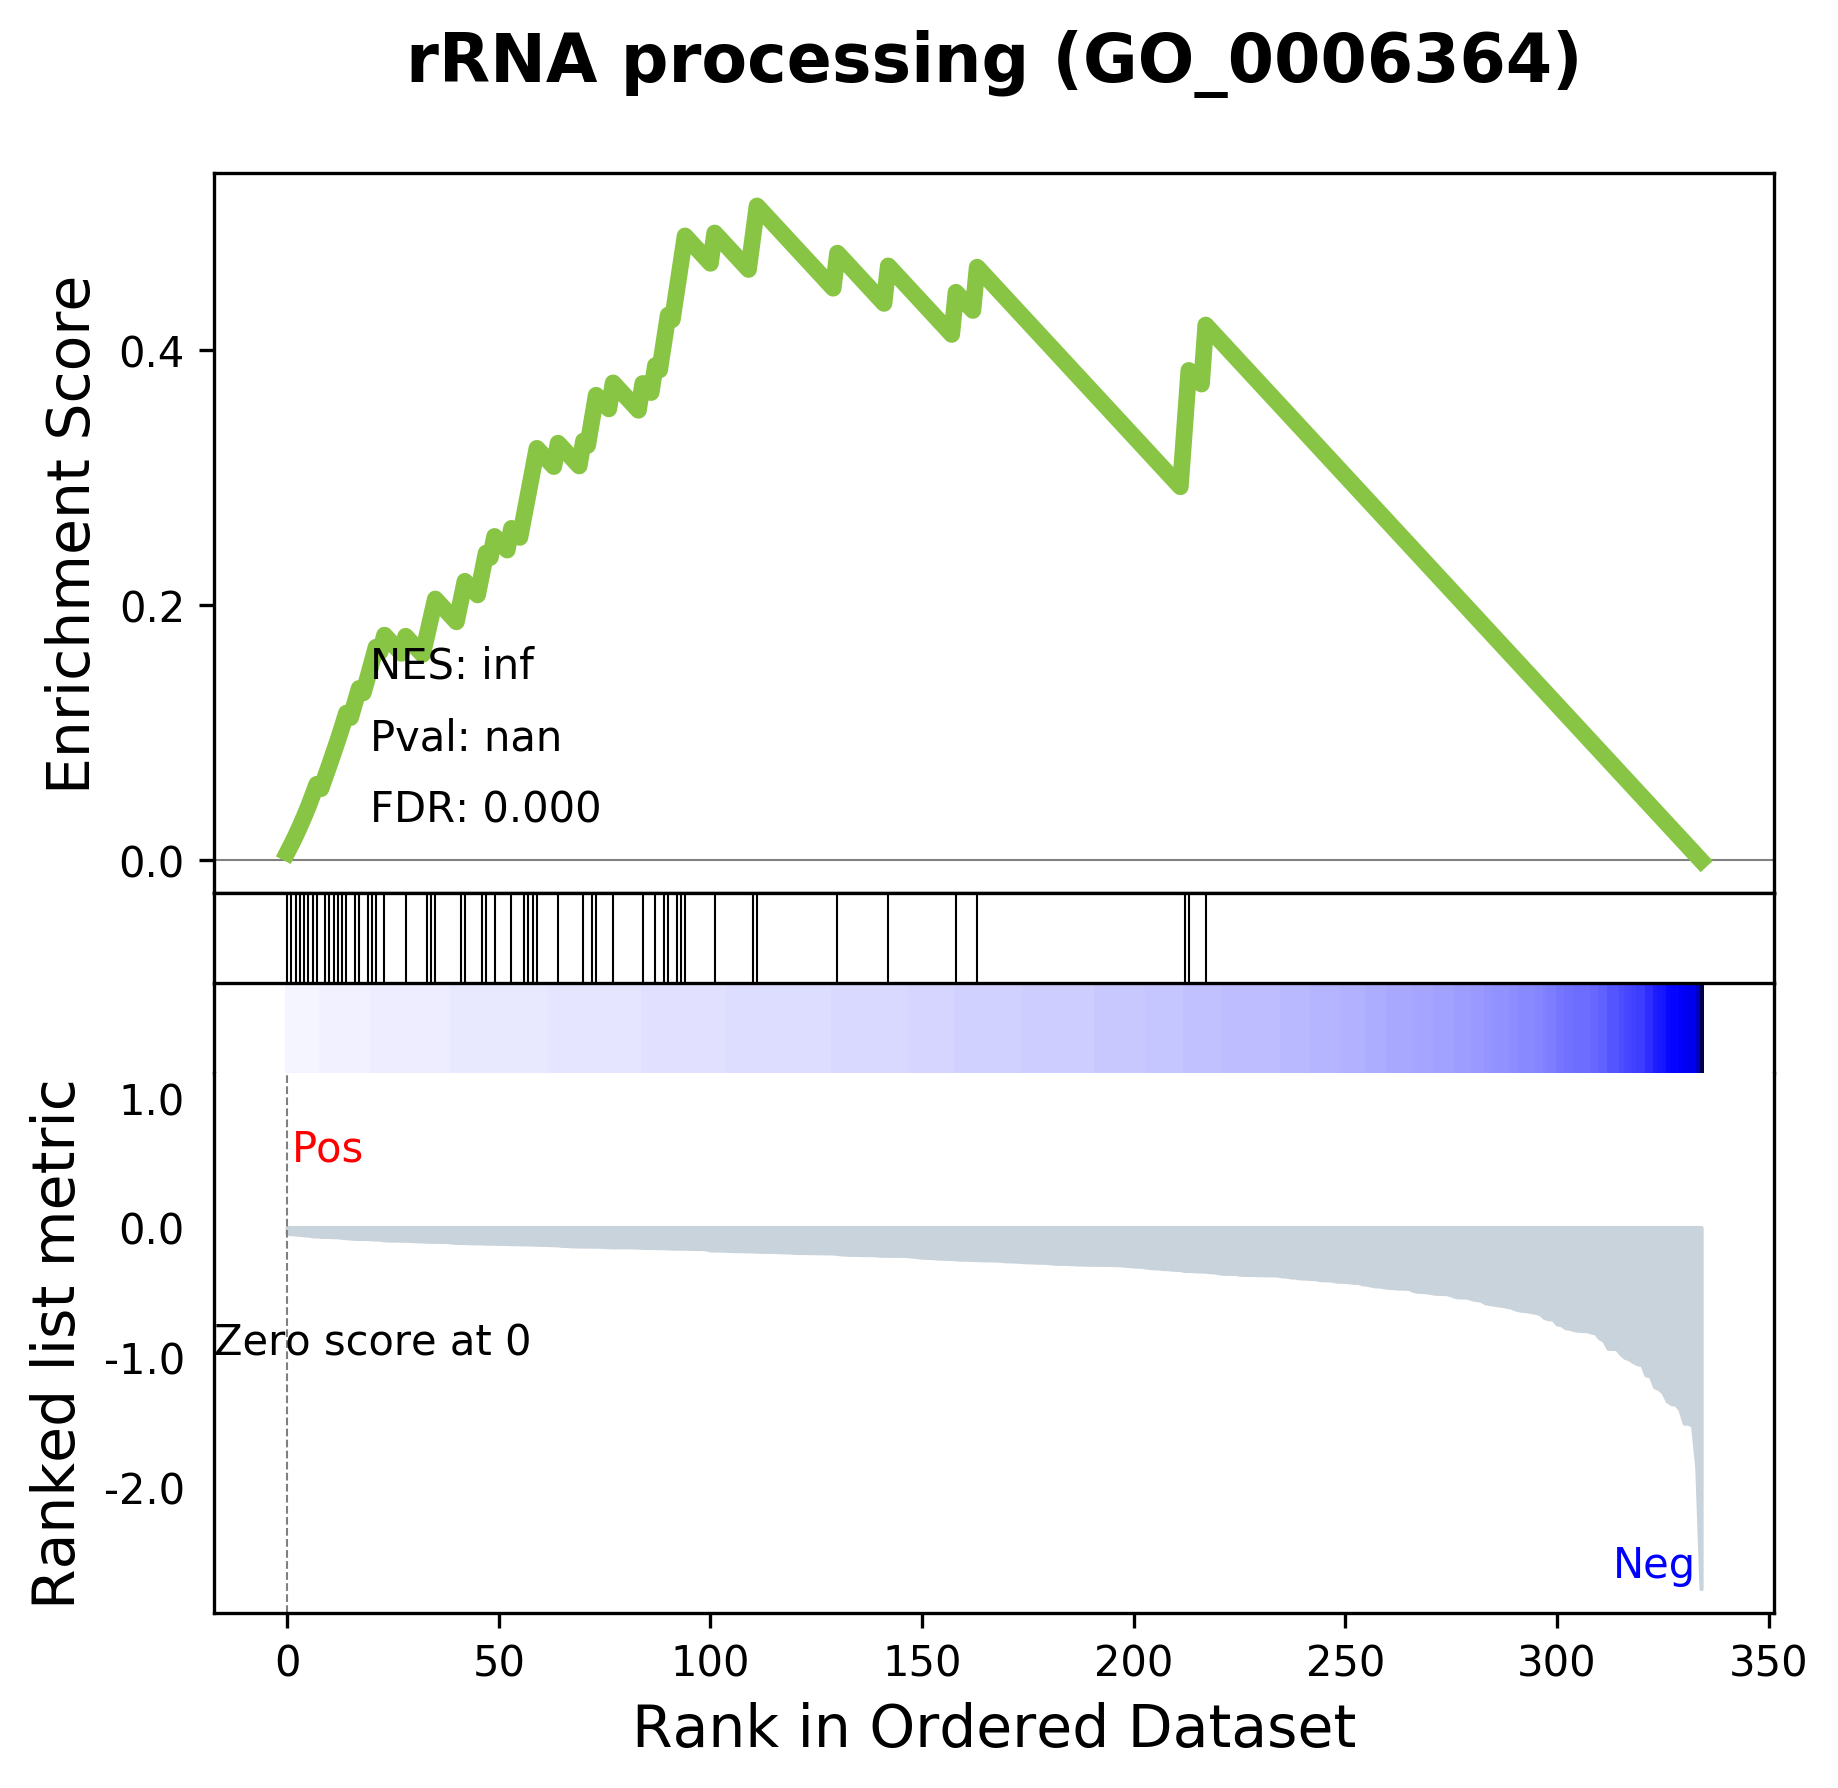 rRNA processing (GO_0006364)
Enrichment Score
0.4
0.2
0.0
NES: inf
Pval: nan
FDR: 0.000
Ranked list metric
1.0
0.0
-1.0
-2.0
Pos
Zero score at 0
Neg
0 50 100 150 200 250 300 350
Rank in Ordered Dataset